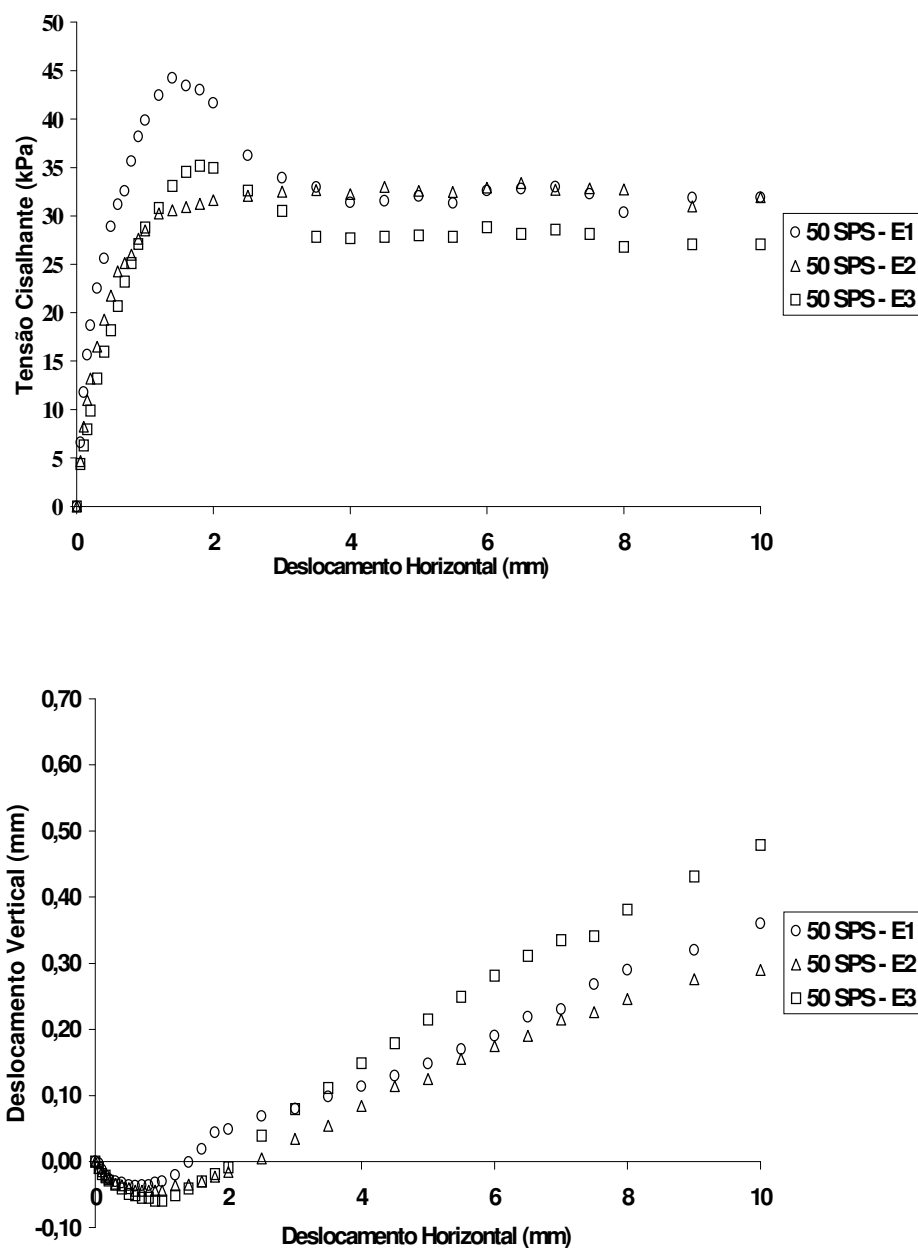 50
45
40
35
30
25
20
15
10
5
0
Tensão Cisalhante (kPa)
0 2 4 6 8 10
Deslocamento Horizontal (mm)
50 SPS - E1
50 SPS - E2
50 SPS - E3
0,70
0,60
0,50
0,40
0,30
0,20
0,10
0,00
-0,10
Deslocamento Vertical (mm)
0 2 4 6 8 10
Deslocamento Horizontal (mm)
50 SPS - E1
50 SPS - E2
50 SPS - E3